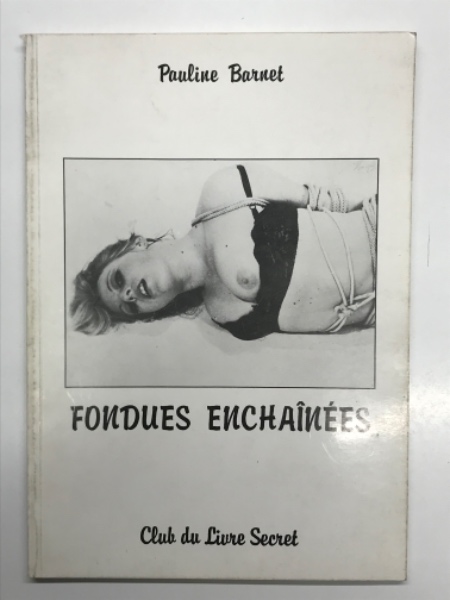 Pauline Barnet
FONDUES ENCHAÎNÉES
Club du Livre Secret